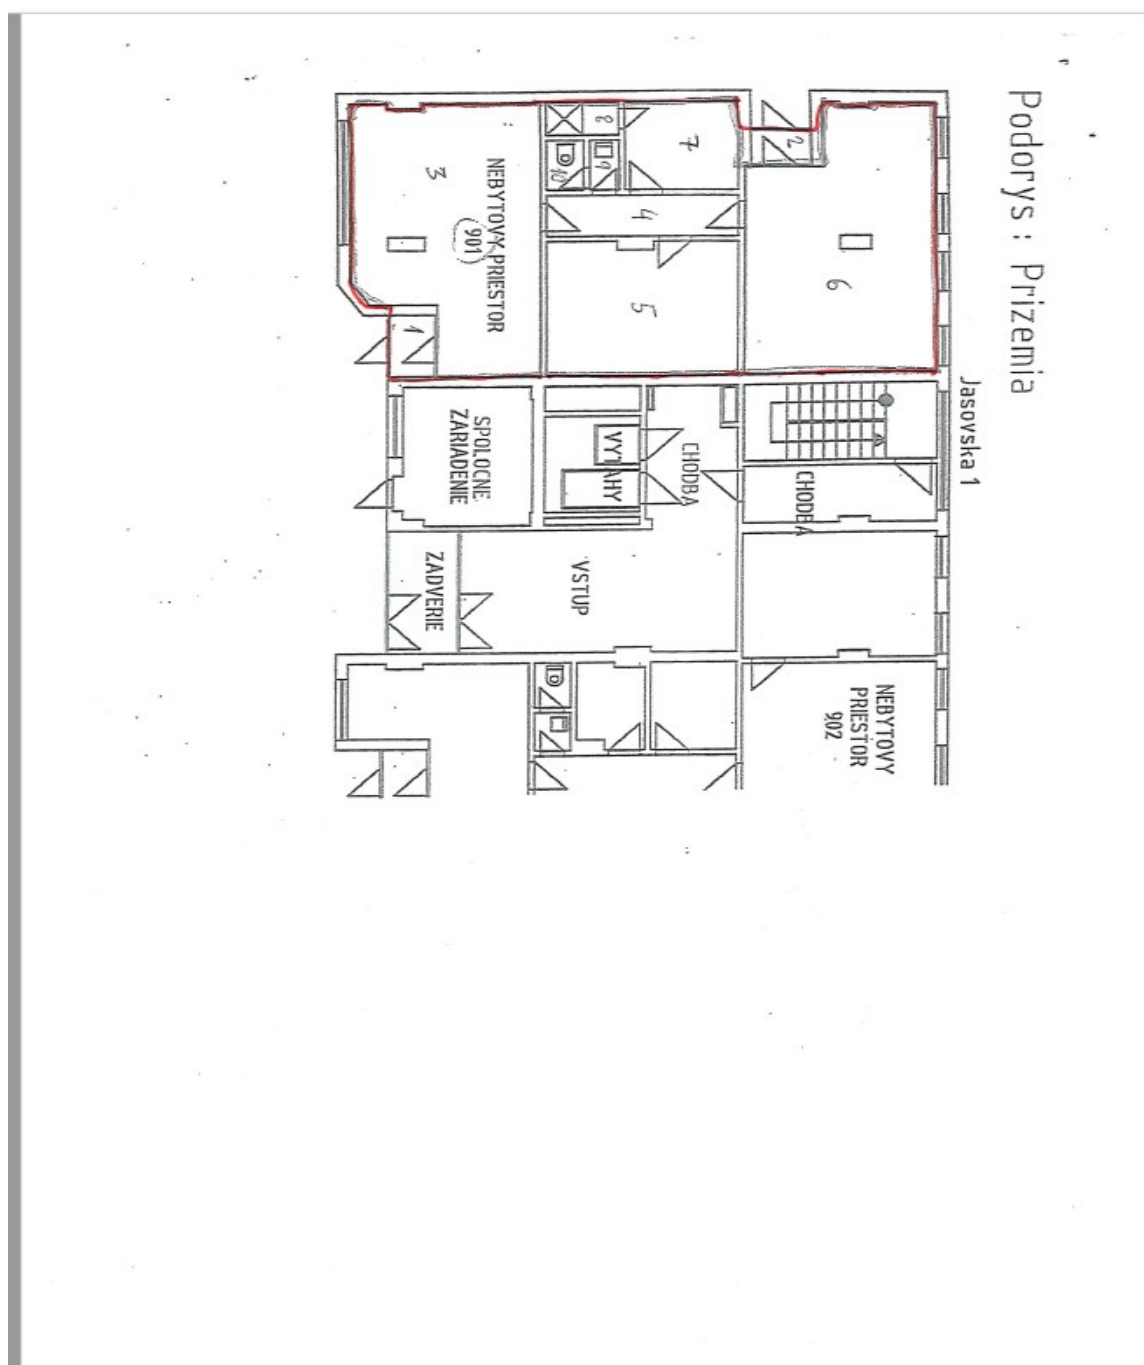 Podorys : Prizemia
Jasovska 1
2
7
8
9
10
3
NEBYTOVY PRIESTOR
901
4
5
6
1
SPOLOCNE
ZARIADENIE
VYTAHY
CHODBA
CHODBA
ZADVERIE
VSTUP
NEBYTOVY
PRIESTOR
902